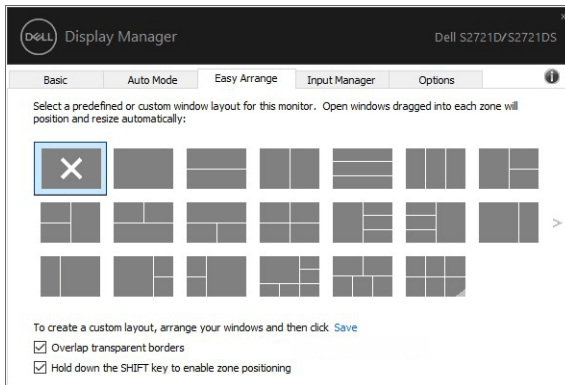 DELL Display Manager
Dell S2721D/S2721DS
Basic
Auto Mode
Easy Arrange
Input Manager
Options
Select a predefined or custom window layout for this monitor. Open windows dragged into each zone will
position and resize automatically:
To create a custom layout, arrange your windows and then click Save
Overlap transparent borders
Hold down the SHIFT key to enable zone positioning